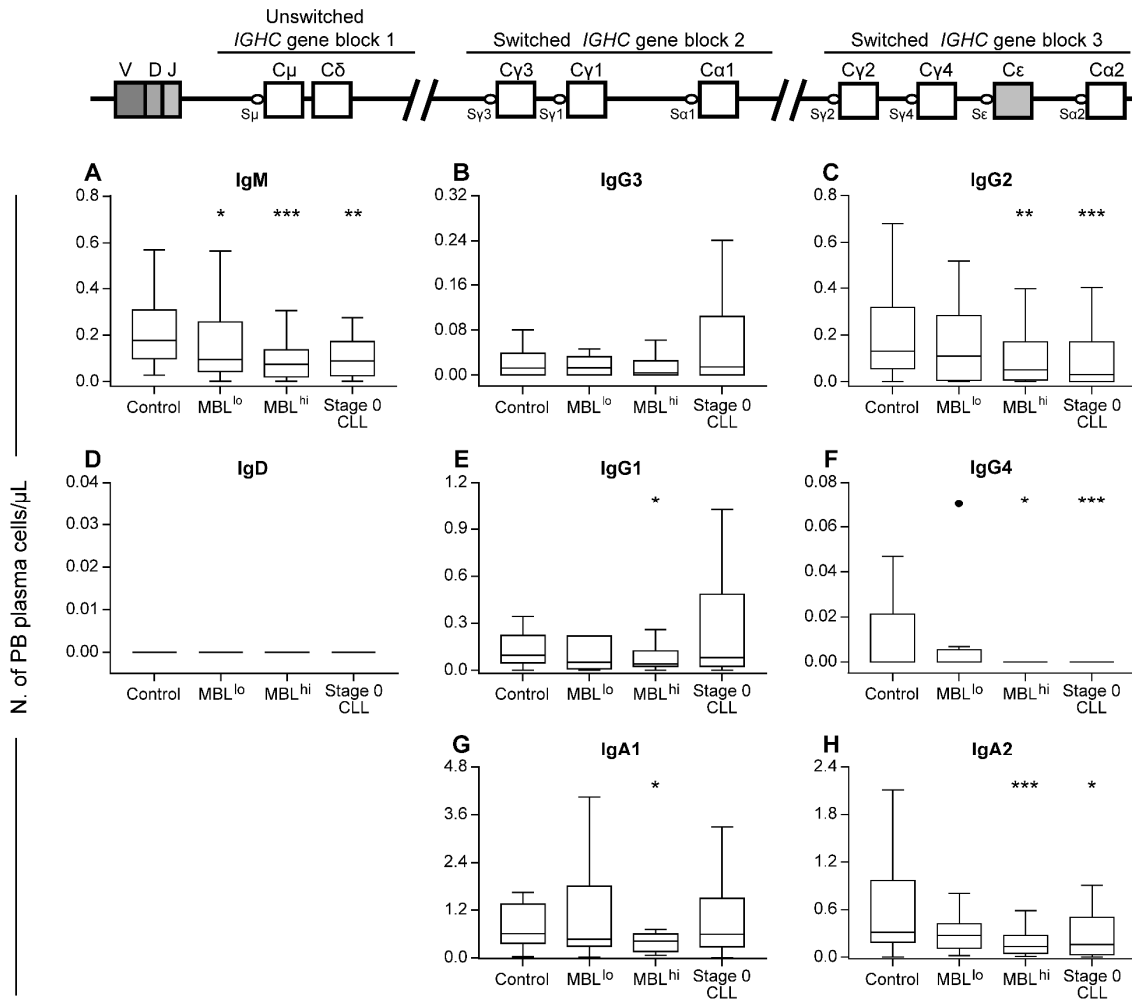 Unswitched
IGHC gene block 1
Switched IGHC gene block 2
Switched IGHC gene block 3
V D J Cμ Cδ Cγ3 Cγ1 Cα1 Cγ2 Cγ4 Cε Cα2
Sμ Sγ3 Sγ1 Sα1 Sγ2 Sγ4 Sε Sα2
N. of PB plasma cells/μL
A IgM
0.8
0.6
0.4
0.2
0.0
* *** **
Control MBLlo MBLhi Stage 0
CLL
B IgG3
0.32
0.24
0.16
0.08
0.00
Control MBLlo MBLhi Stage 0
CLL
C IgG2
0.8
0.6
0.4
0.2
0.0
** ***
Control MBLlo MBLhi Stage 0
CLL
D IgD
0.04
0.03
0.02
0.01
0.00
Control MBLlo MBLhi Stage 0
CLL
E IgG1
1.2
0.9
0.6
0.3
0.0
*
Control MBLlo MBLhi Stage 0
CLL
F IgG4
0.08
0.06
0.04
0.02
0.00
* ***
Control MBLlo MBLhi Stage 0
CLL
G IgA1
4.8
3.6
2.4
1.2
0.0
*
Control MBLlo MBLhi Stage 0
CLL
H IgA2
2.4
1.8
1.2
0.6
0.0
*** *
Control MBLlo MBLhi Stage 0
CLL